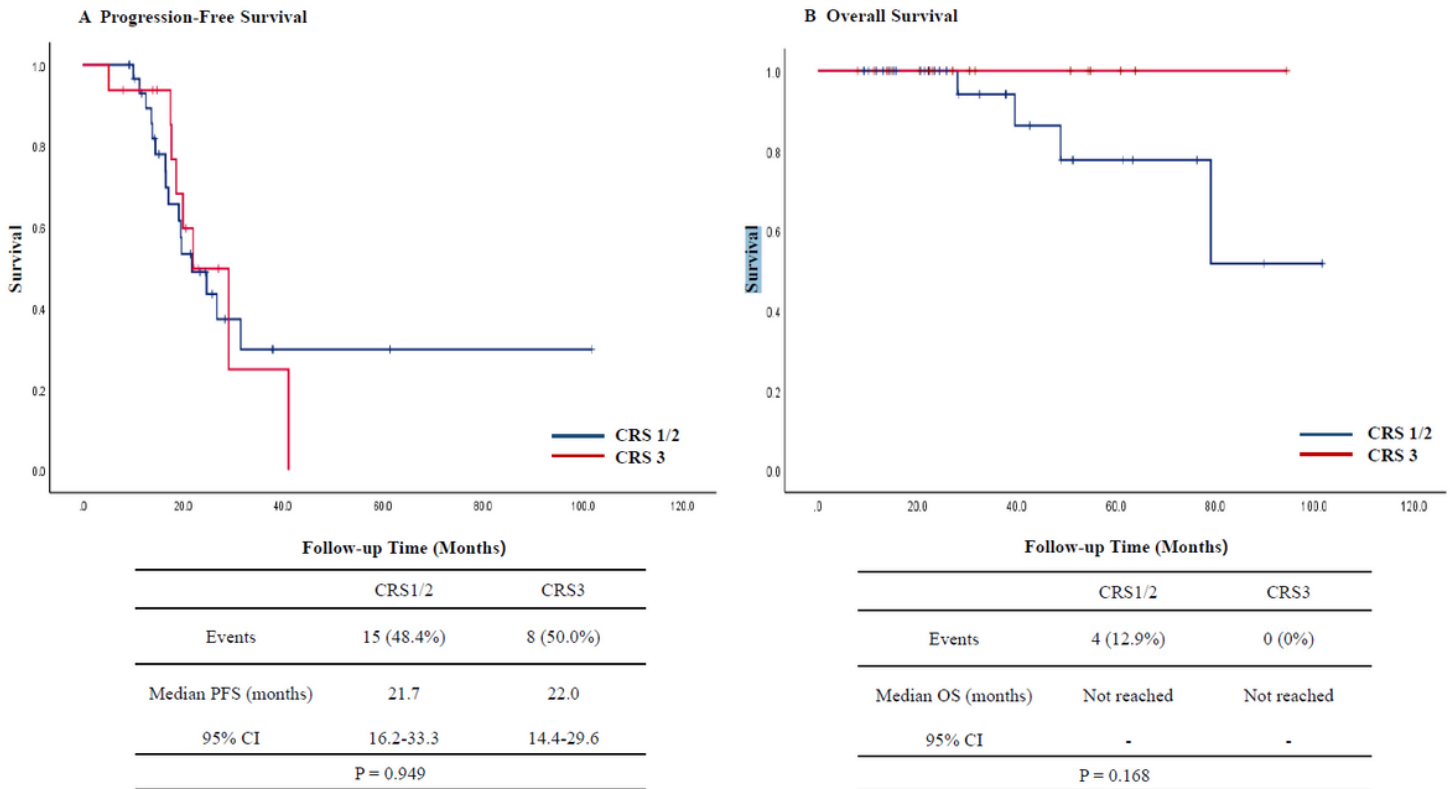 A Progression-Free Survival
Survival
1.0
0.8
0.6
0.4
0.2
0.0
CRS 1/2
CRS 3
.0 20.0 40.0 60.0 80.0 100.0 120.0
Follow-up Time (Months)
CRS1/2 CRS3
Events 15 (48.4%) 8 (50.0%)
Median PFS (months) 21.7 22.0
95% CI 16.2-33.3 14.4-29.6
P = 0.949
B Overall Survival
Survival
1.0
0.8
0.6
0.4
0.2
0.0
CRS 1/2
CRS 3
.0 20.0 40.0 60.0 80.0 100.0 120.0
Follow-up Time (Months)
CRS1/2 CRS3
Events 4 (12.9%) 0 (0%)
Median OS (months) Not reached Not reached
95% CI - -
P = 0.168